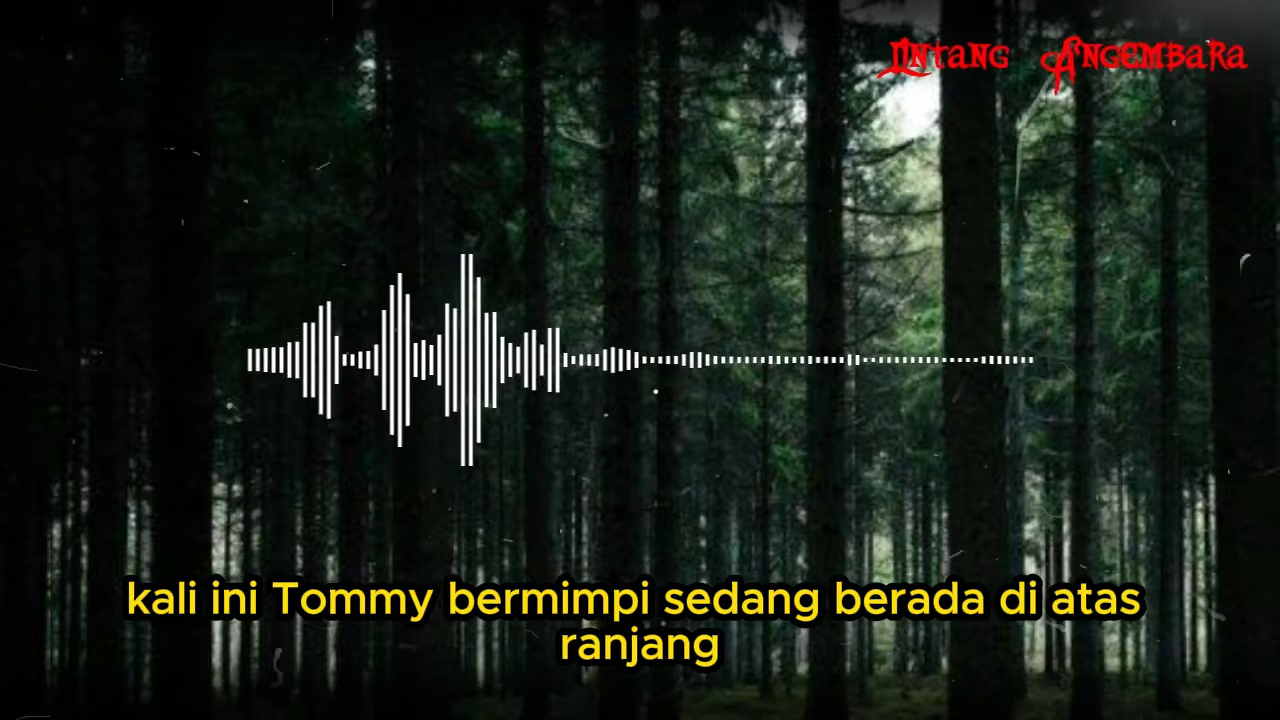 Lintang Angembara
kali ini Tommy bermimpi sedang berada di atas
ranjang